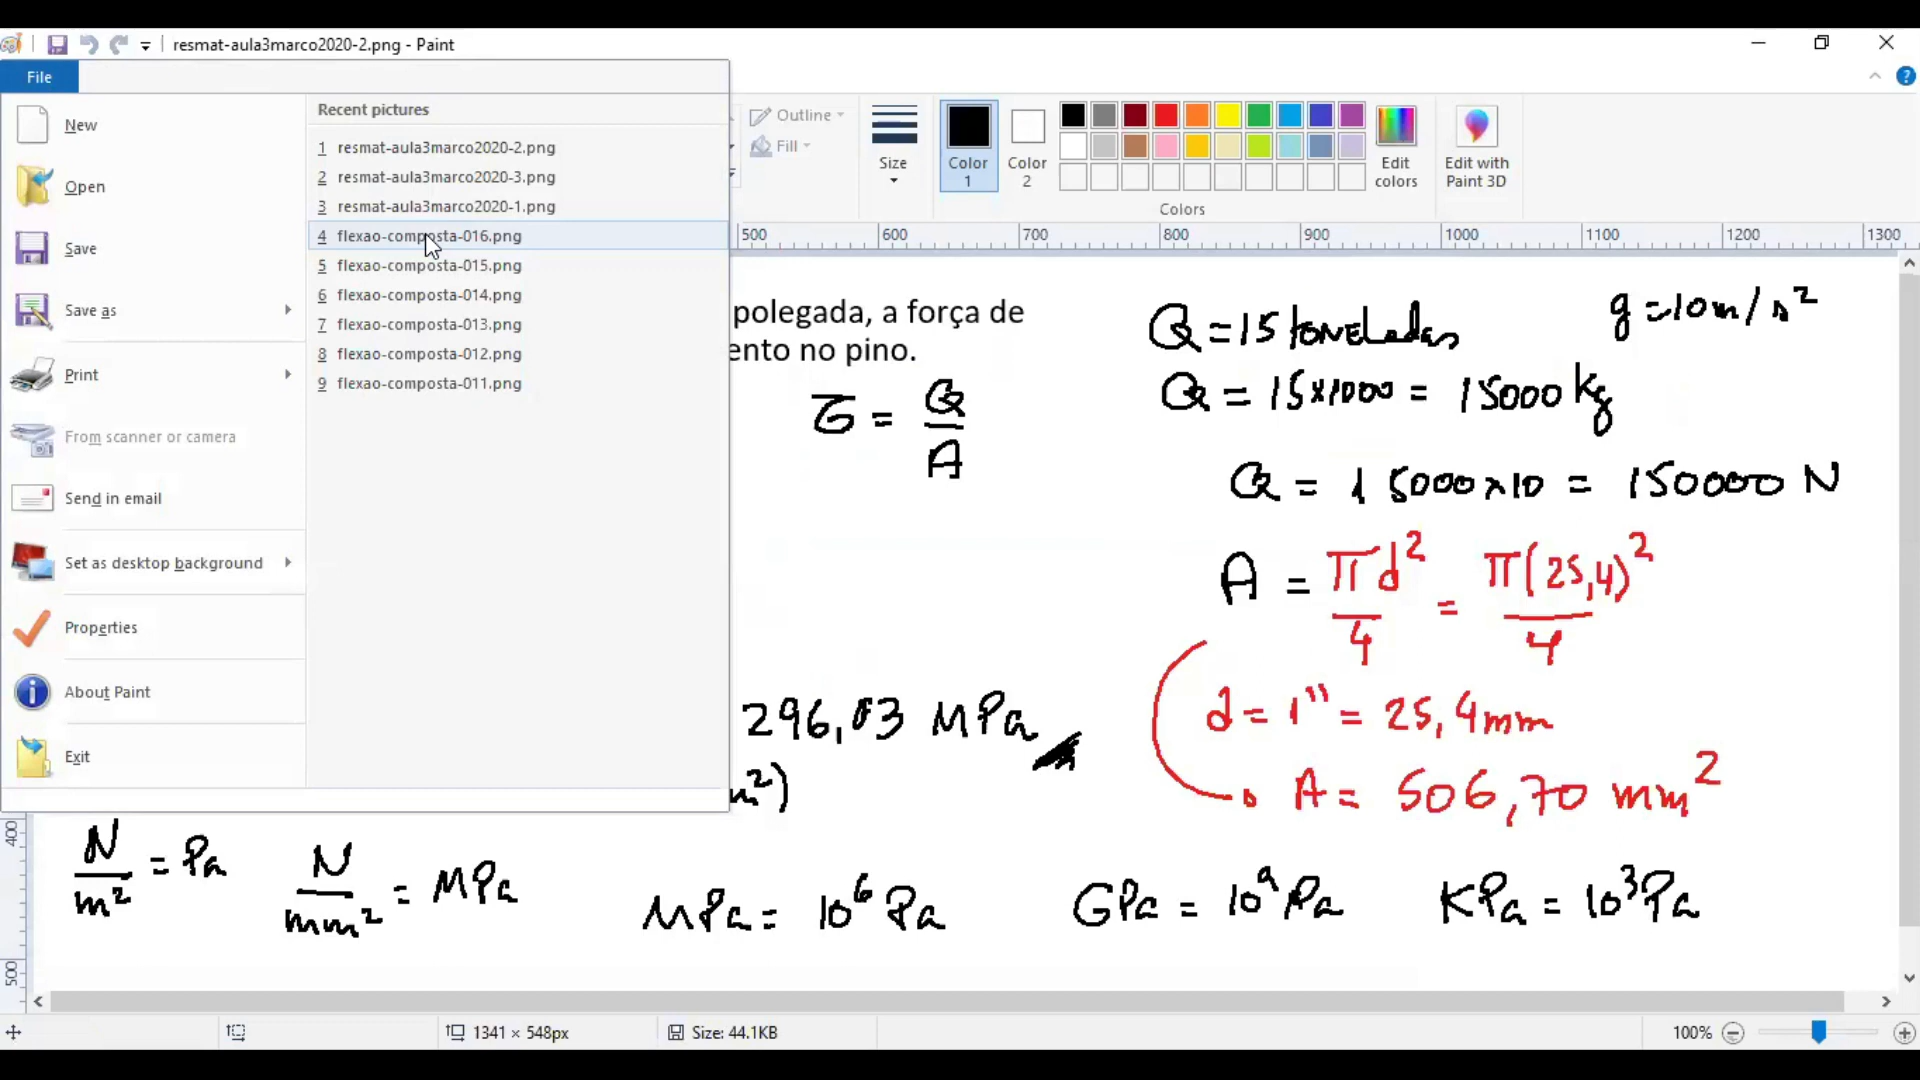 resmat-aula3marco2020-2.png - Paint
File
New
Open
Save
Save as
Print
From scanner or camera
Send in email
Set as desktop background
Properties
About Paint
Exit
Recent pictures
1 resmat-aula3marco2020-2.png
2 resmat-aula3marco2020-3.png
3 resmat-aula3marco2020-1.png
4 flexao-composta-016.png
5 flexao-composta-015.png
6 flexao-composta-014.png
7 flexao-composta-013.png
8 flexao-composta-012.png
9 flexao-composta-011.png
Outline
Fill
Size
Color 1
Color 2
Edit colors
Edit with Paint 3D
Colors
500 600 700 800 900 1000 1100 1200 1300
polegada, a força de
ento no pino.
= Q/A
Q = 15 toneladas
g = 10 m/s²
Q = 15x1000 = 15000 kg
Q = 15000x10 = 150000 N
A = πd²/4 = π(25,4)²/4
d = 1" = 25,4mm
A = 506,70 mm²
296,03 MPa
m²)
400
N/m² = Pa
N/mm² = MPa
MPa = 10⁶ Pa
GPa = 10⁹ Pa
KPa = 10³ Pa
500
1341 × 548px
Size: 44.1KB
100%